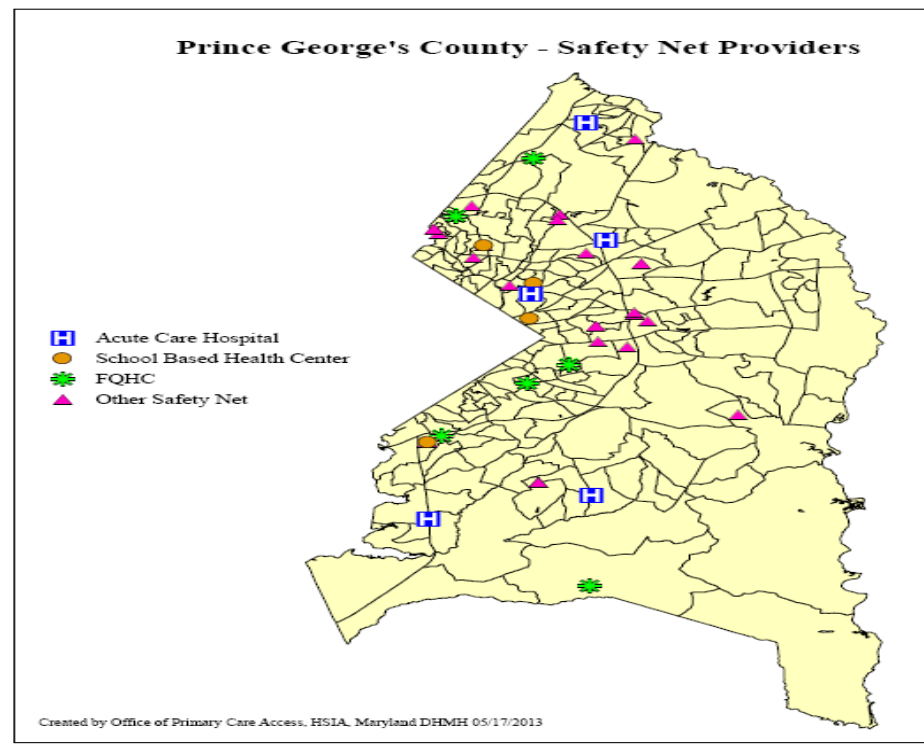 Prince George's County - Safety Net Providers
H
H
H
H
Acute Care Hospital
School Based Health Center
FQHC
Other Safety Net
H
H
Created by Office of Primary Care Access, HSIA, Maryland DHMH 05/17/2013